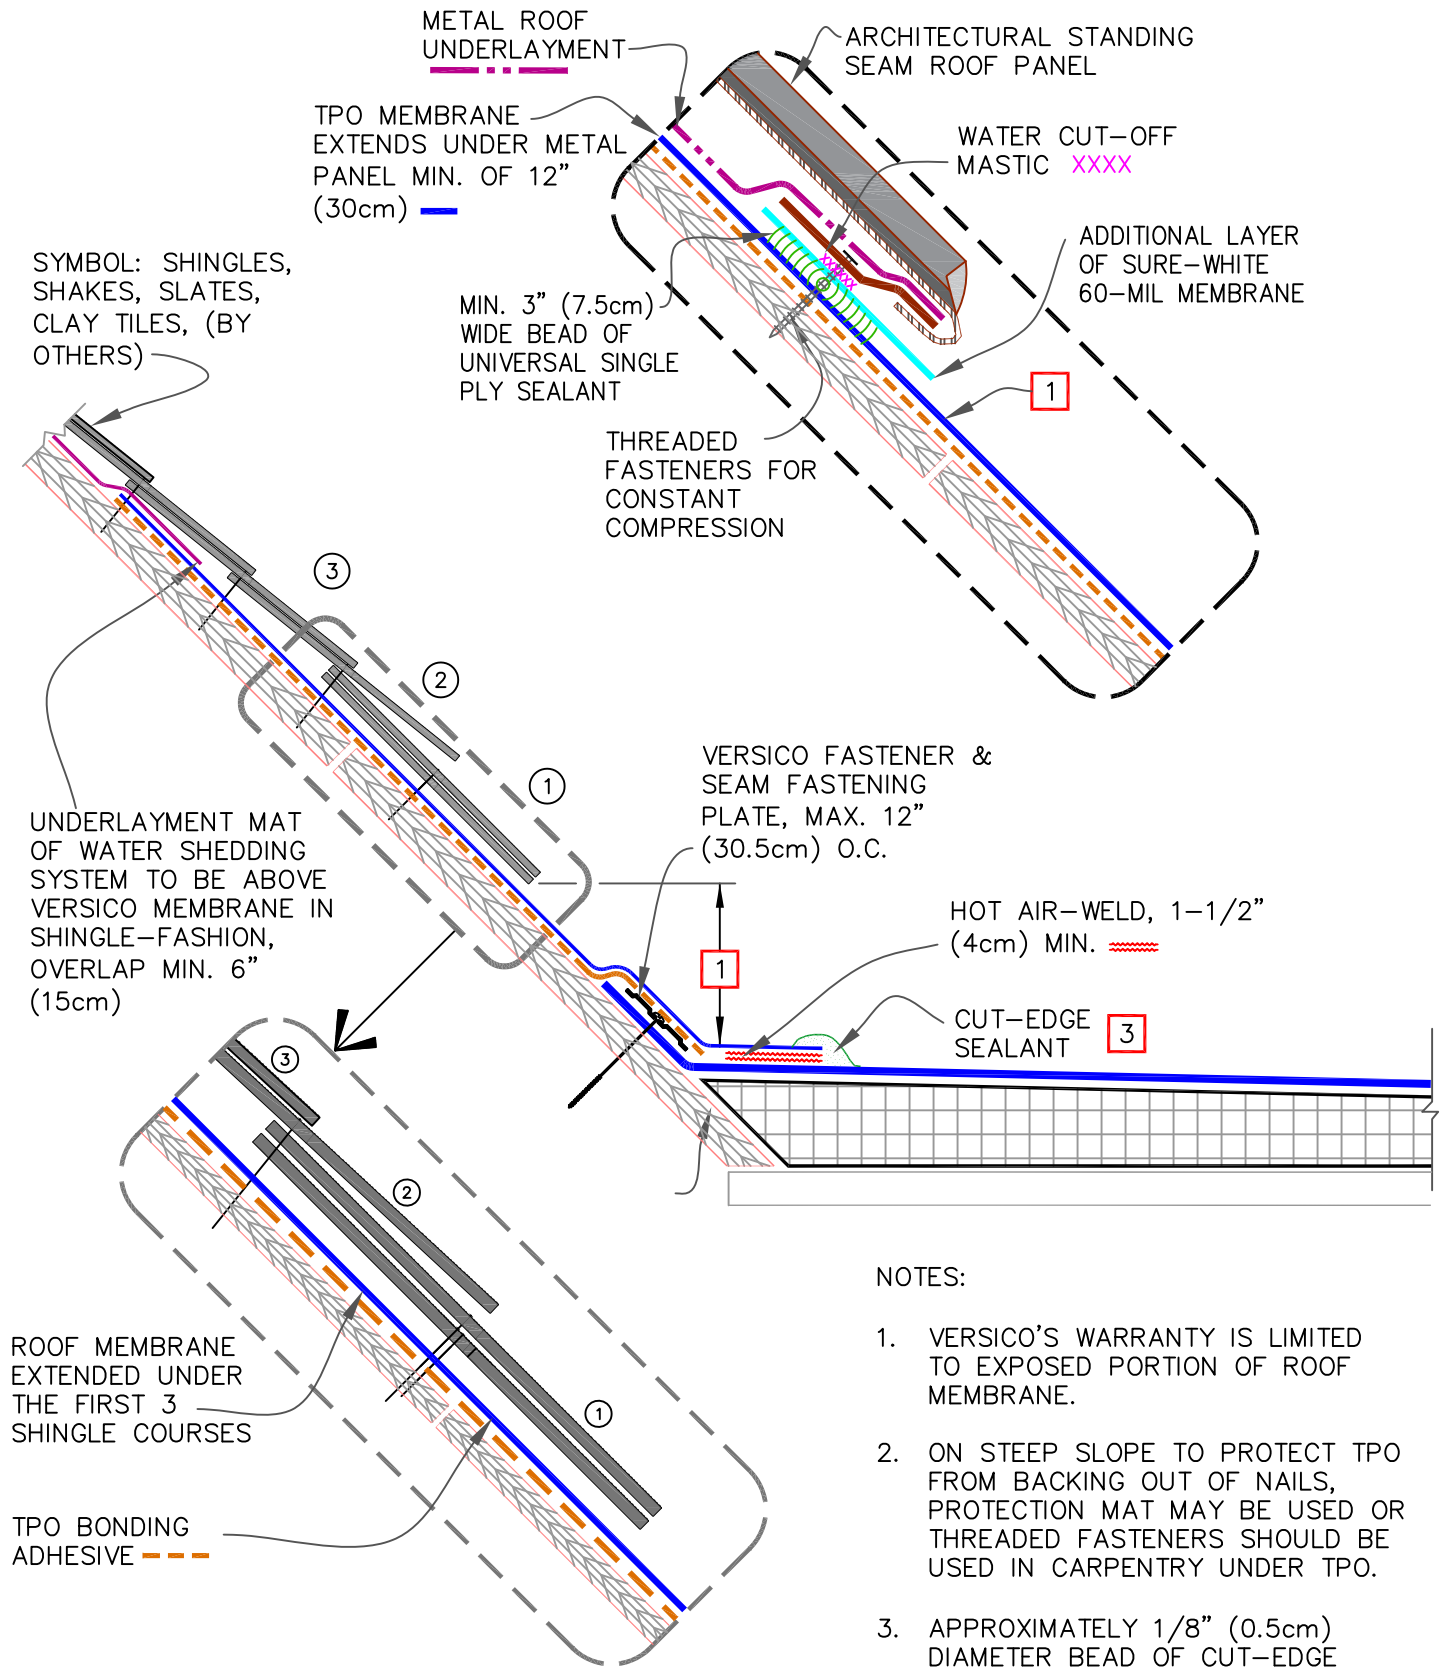 METAL ROOF
UNDERLAYMENT
ARCHITECTURAL STANDING
SEAM ROOF PANEL
TPO MEMBRANE
EXTENDS UNDER METAL
PANEL MIN. OF 12”
(30cm)
WATER CUT-OFF
MASTIC XXXX
SYMBOL: SHINGLES,
SHAKES, SLATES,
CLAY TILES, (BY
OTHERS)
ADDITIONAL LAYER
OF SURE-WHITE
60-MIL MEMBRANE
XXXX
MIN. 3” (7.5cm)
WIDE BEAD OF
UNIVERSAL SINGLE
PLY SEALANT
1
THREADED
FASTENERS FOR
CONSTANT
COMPRESSION
3
2
1
VERSICO FASTENER &
SEAM FASTENING
PLATE, MAX. 12”
(30.5cm) O.C.
UNDERLAYMENT MAT
OF WATER SHEDDING
SYSTEM TO BE ABOVE
VERSICO MEMBRANE IN
SHINGLE-FASHION,
OVERLAP MIN. 6”
(15cm)
HOT AIR-WELD, 1-1/2”
(4cm) MIN.
1
CUT-EDGE
SEALANT
3
3
2
1
ROOF MEMBRANE
EXTENDED UNDER
THE FIRST 3
SHINGLE COURSES
TPO BONDING
ADHESIVE
NOTES:
1. VERSICO'S WARRANTY IS LIMITED
TO EXPOSED PORTION OF ROOF
MEMBRANE.
2. ON STEEP SLOPE TO PROTECT TPO
FROM BACKING OUT OF NAILS,
PROTECTION MAT MAY BE USED OR
THREADED FASTENERS SHOULD BE
USED IN CARPENTRY UNDER TPO.
3. APPROXIMATELY 1/8” (0.5cm)
DIAMETER BEAD OF CUT-EDGE